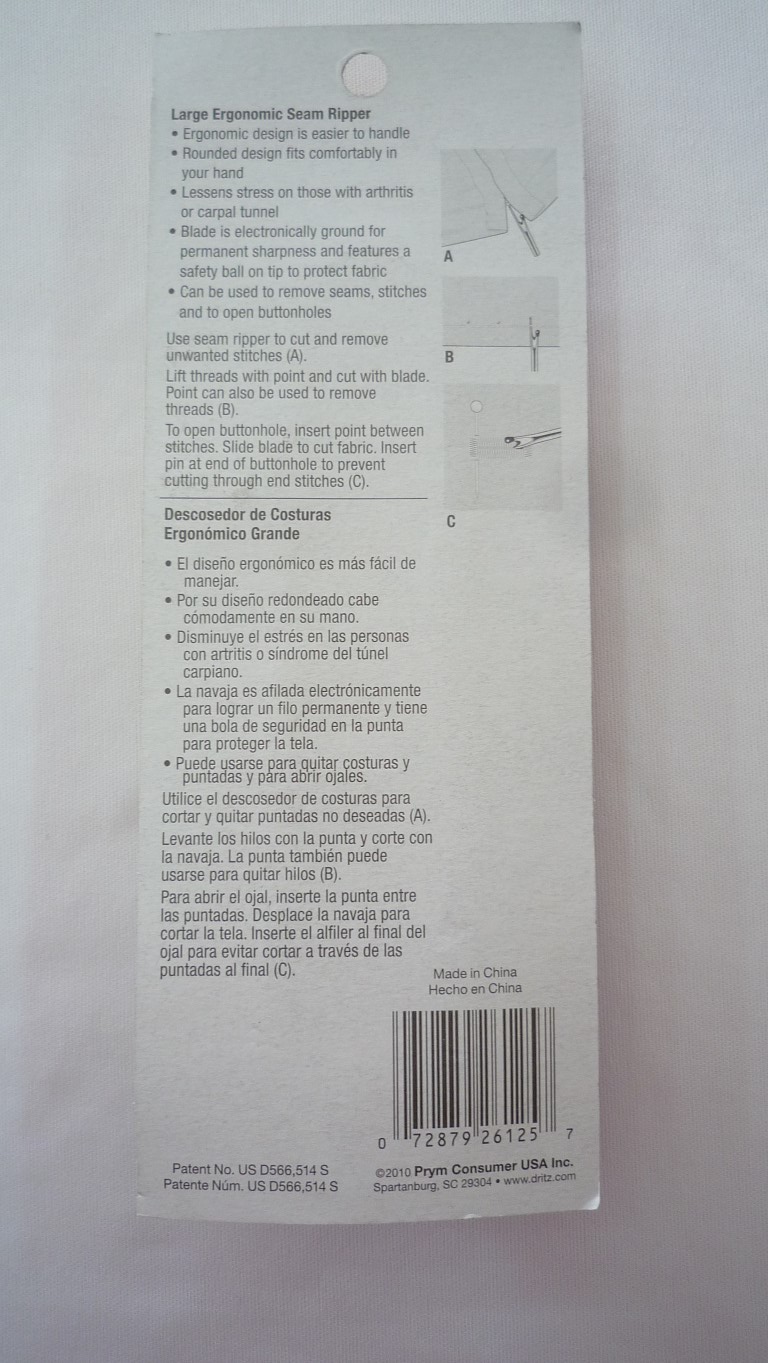 Large Ergonomic Seam Ripper
• Ergonomic design is easier to handle
• Rounded design fits comfortably in
your hand
• Lessens stress on those with arthritis
or carpal tunnel
• Blade is electronically ground for
permanent sharpness and features a
safety ball on tip to protect fabric
• Can be used to remove seams, stitches
and to open buttonholes
Use seam ripper to cut and remove
unwanted stitches (A).
Lift threads with point and cut with blade.
Point can also be used to remove
threads (B).
To open buttonhole, insert point between
stitches. Slide blade to cut fabric. Insert
pin at end of buttonhole to prevent
cutting through end stitches (C).
A
B
C
Descosedor de Costuras
Ergonómico Grande
• El diseño ergonómico es más fácil de
manejar.
• Por su diseño redondeado cabe
cómodamente en su mano.
• Disminuye el estrés en las personas
con artritis o síndrome del túnel
carpiano.
• La navaja es afilada electrónicamente
para lograr un filo permanente y tiene
una bola de seguridad en la punta
para proteger la tela.
• Puede usarse para quitar costuras y
puntadas y para abrir ojales.
Utilice el descosedor de costuras para
cortar y quitar puntadas no deseadas (A).
Levante los hilos con la punta y corte con
la navaja. La punta también puede
usarse para quitar hilos (B).
Para abrir el ojal, inserte la punta entre
las puntadas. Desplace la navaja para
cortar la tela. Inserte el alfiler al final del
ojal para evitar cortar a través de las
puntadas al final (C).
Made in China
Hecho en China
0 72879 26125 7
Patent No. US D566,514 S
Patente Núm. US D566,514 S
©2010 Prym Consumer USA Inc.
Spartanburg, SC 29304 • www.dritz.com